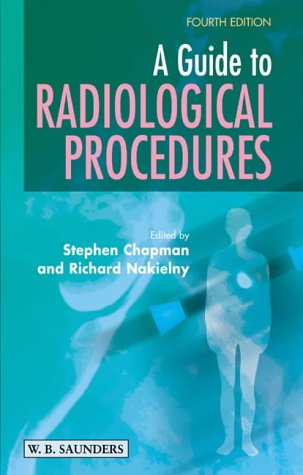 FOURTH EDITION
A Guide to
RADIOLOGICAL
PROCEDURES
Edited by
Stephen Chapman
and Richard Nakielny
W. B. SAUNDERS